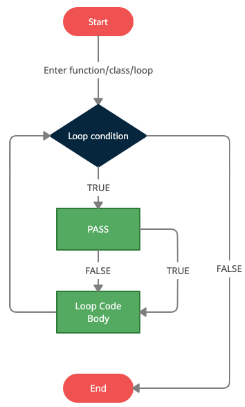 Start
Enter function/class/loop
Loop condition
TRUE
PASS
FALSE
TRUE
FALSE
Loop Code
Body
End